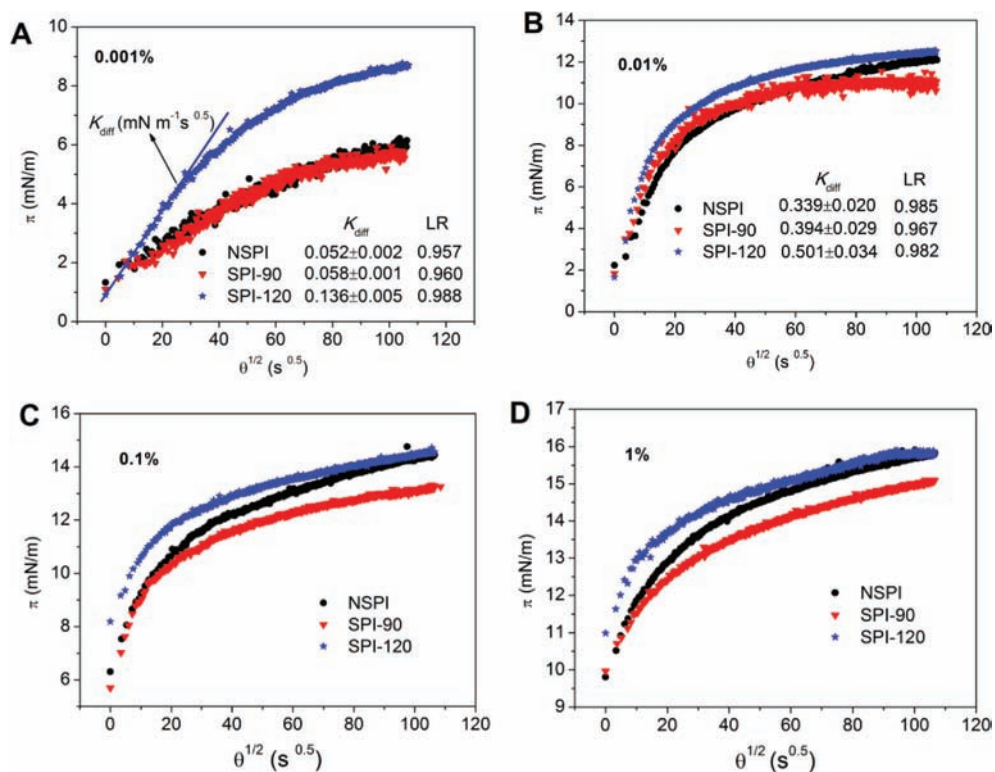 A
0.001%
K_diff (mN m⁻¹s ⁰·⁵)
K_diff LR
NSPI 0.052±0.002 0.957
SPI-90 0.058±0.001 0.960
SPI-120 0.136±0.005 0.988
π (mN/m)
10
8
6
4
2
0
0 20 40 60 80 100 120
θ^1/2 (s ^0.5)
B
0.01%
K_diff LR
NSPI 0.339±0.020 0.985
SPI-90 0.394±0.029 0.967
SPI-120 0.501±0.034 0.982
π (mN/m)
14
13
12
10
8
6
4
2
0
0 20 40 60 80 100 120
θ^1/2 (s ^0.5)
C
0.1%
NSPI
SPI-90
SPI-120
π (mN/m)
16
14
12
10
8
6
0 20 40 60 80 100 120
θ^1/2 (s ^0.5)
D
1%
NSPI
SPI-90
SPI-120
π (mN/m)
17
16
15
14
13
12
11
10
9
0 20 40 60 80 100 120
θ^1/2 (s ^0.5)